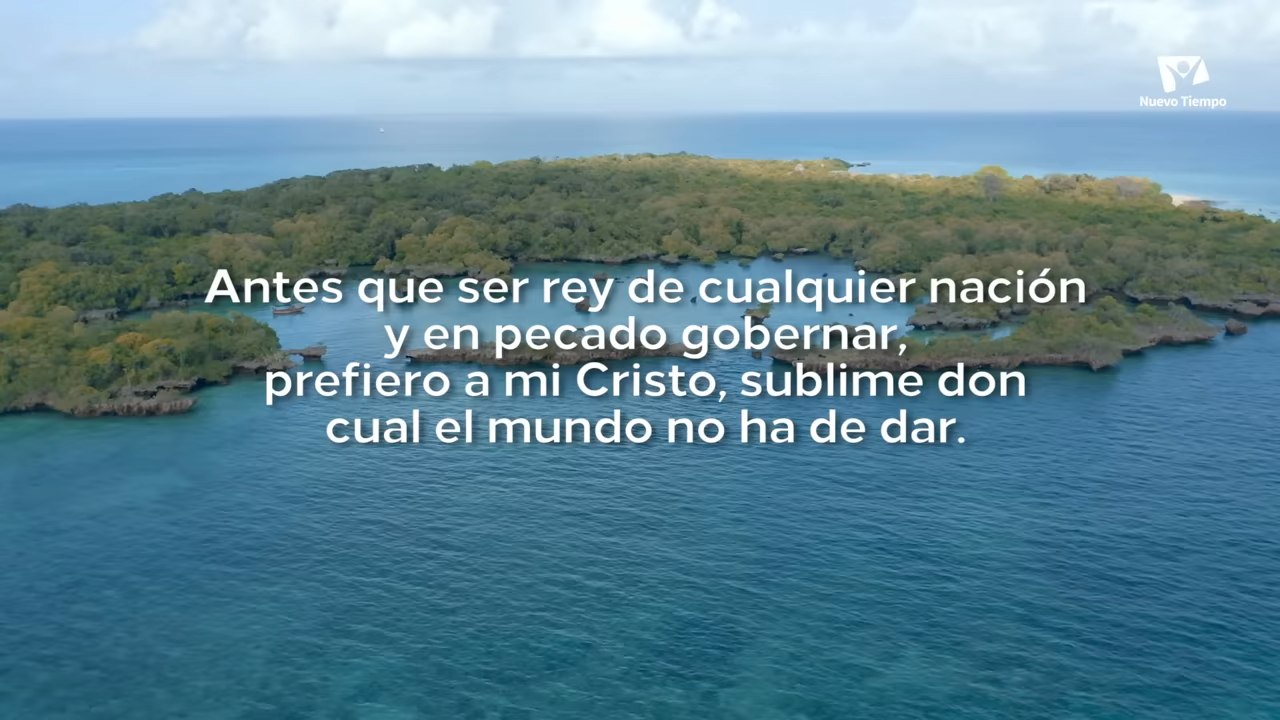 Nuevo Tiempo
Antes que ser rey de cualquier nación
y en pecado gobernar,
prefiero a mi Cristo, sublime don
cual el mundo no ha de dar.